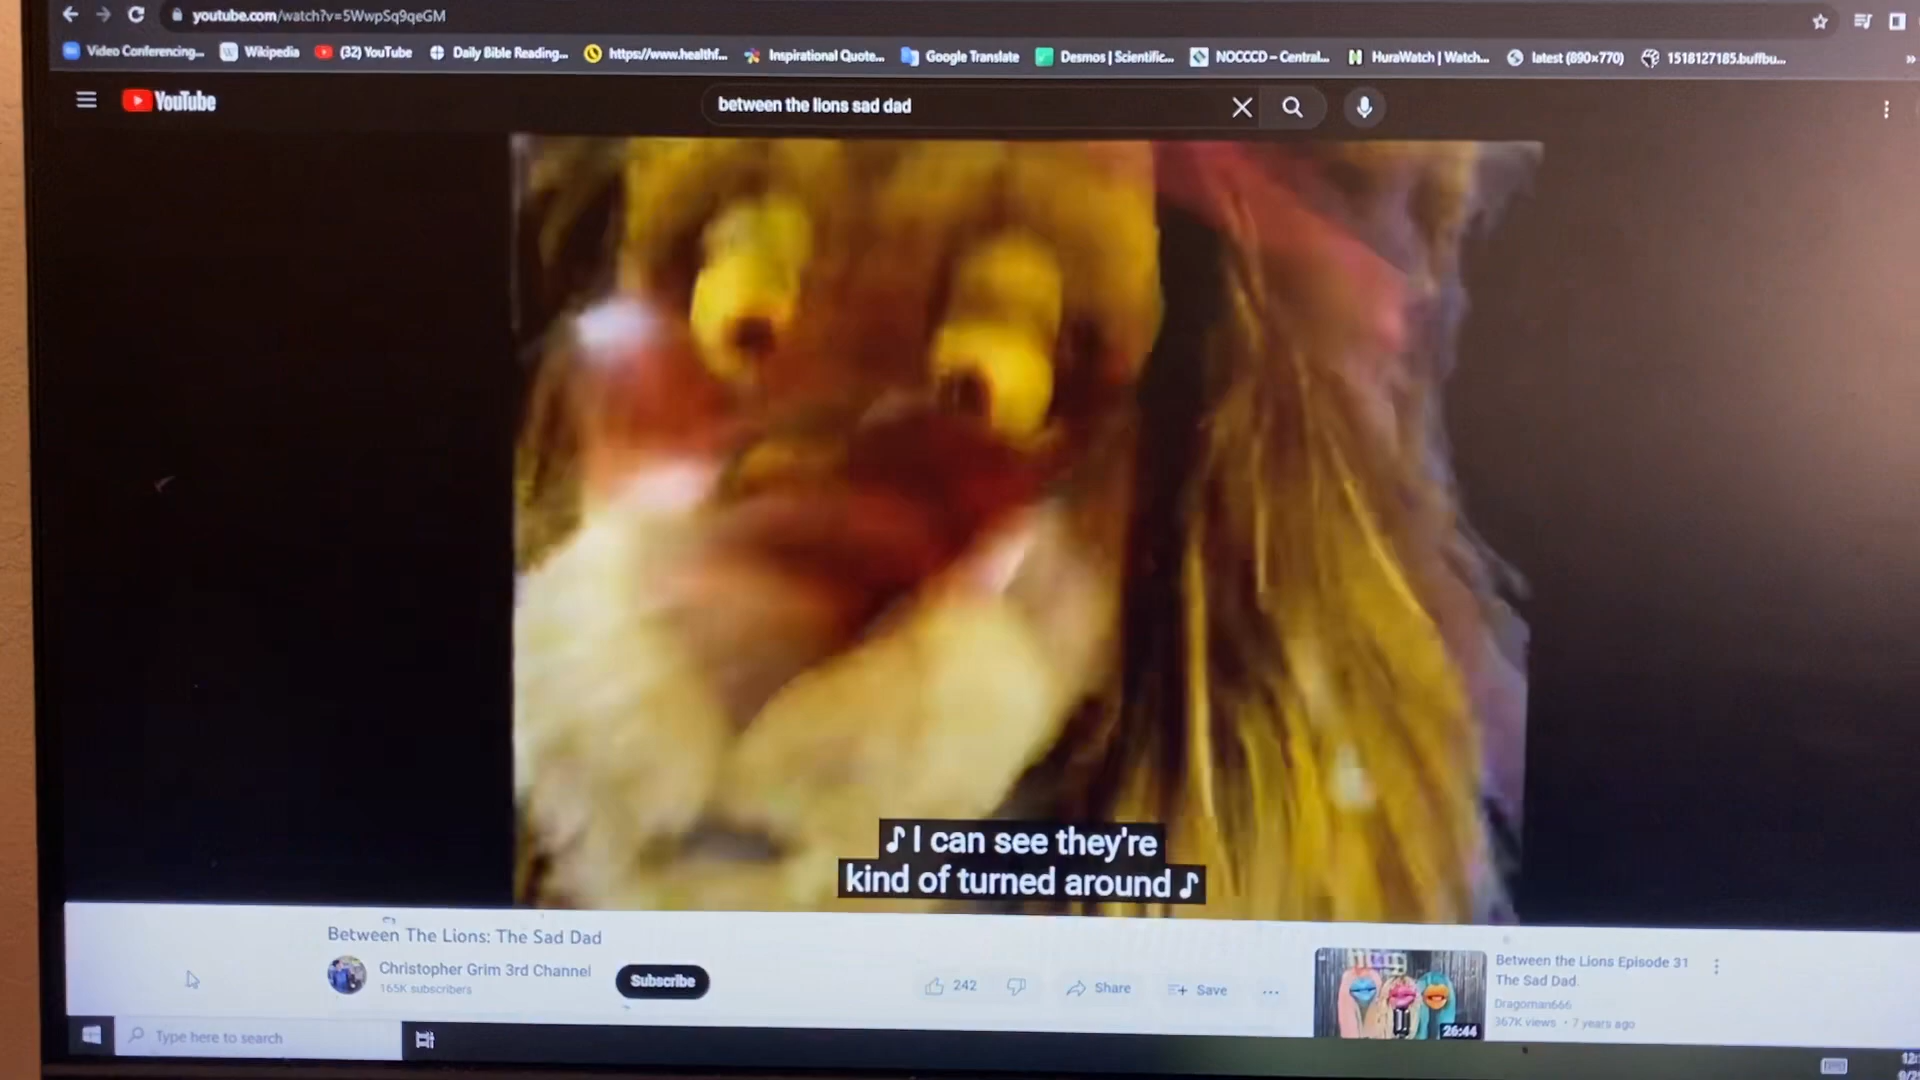 youtube.com/watch?v=5WwpSq9qeGM
Video Conferencing... Wikipedia (32) YouTube Daily Bible Reading... https://www.healthf... Inspirational Quote... Google Translate Desmos | Scientific... NOCCCD – Central... HuraWatch | Watch... latest (890×770) 1518127185.buffbu... »
YouTube between the lions sad dad
♪ I can see they're
kind of turned around ♪
Between The Lions: The Sad Dad
Christopher Grim 3rd Channel
165K subscribers
Subscribe
242 Share Save ...
Between the Lions Episode 31
The Sad Dad.
Dragoman666
367K views • 7 years ago
26:44
Type here to search